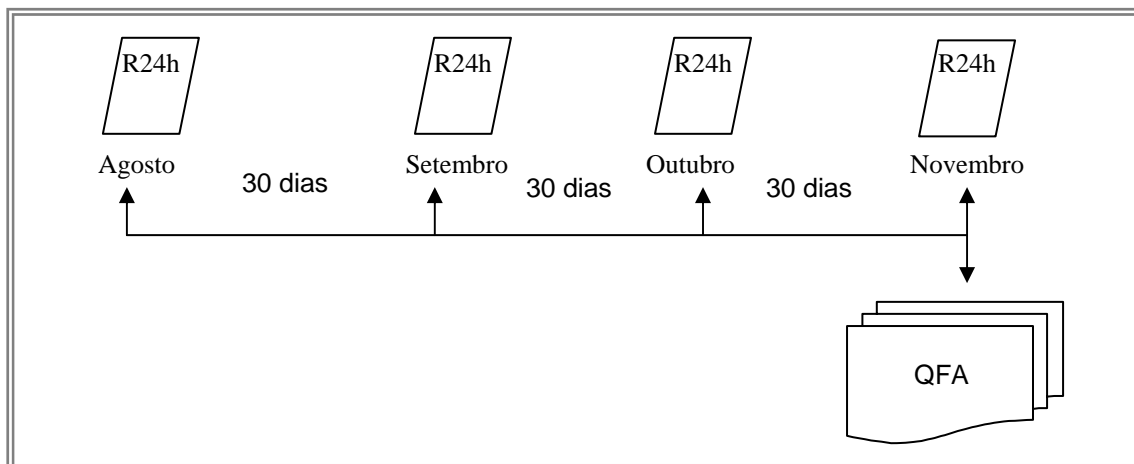 R24h R24h R24h R24h
Agosto Setembro Outubro Novembro
30 dias 30 dias 30 dias
QFA